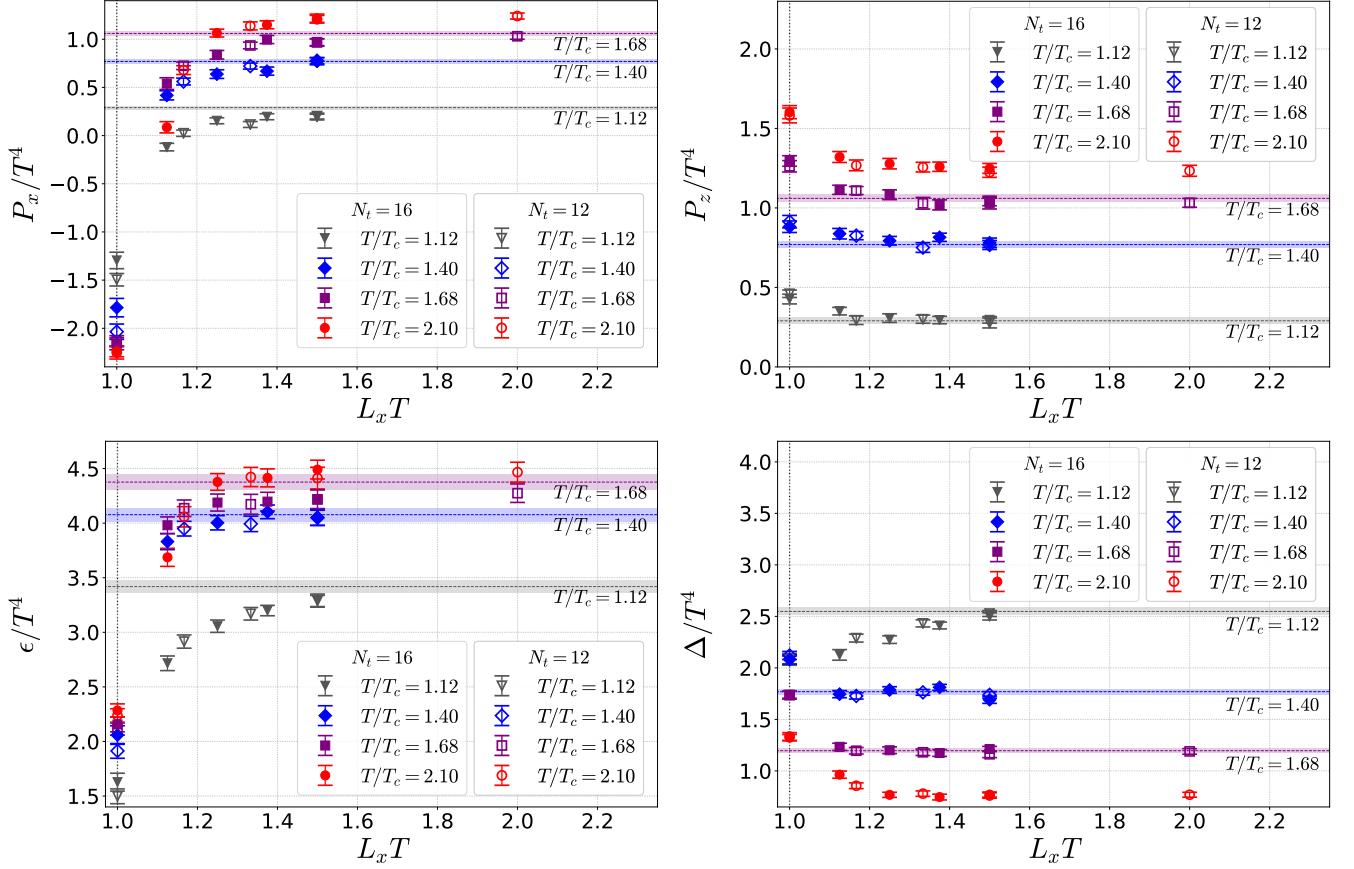 P_x/T^4
1.0
0.5
0.0
−0.5
−1.0
−1.5
−2.0
T/T_c = 1.68
T/T_c = 1.40
T/T_c = 1.12
N_t = 16
T/T_c = 1.12
T/T_c = 1.40
T/T_c = 1.68
T/T_c = 2.10
N_t = 12
T/T_c = 1.12
T/T_c = 1.40
T/T_c = 1.68
T/T_c = 2.10
1.0 1.2 1.4 1.6 1.8 2.0 2.2
L_xT
P_z/T^4
2.0
1.5
1.0
0.5
0.0
N_t = 16
T/T_c = 1.12
T/T_c = 1.40
T/T_c = 1.68
T/T_c = 2.10
N_t = 12
T/T_c = 1.12
T/T_c = 1.40
T/T_c = 1.68
T/T_c = 2.10
T/T_c = 1.68
T/T_c = 1.40
T/T_c = 1.12
1.0 1.2 1.4 1.6 1.8 2.0 2.2
L_xT
ϵ/T^4
4.5
4.0
3.5
3.0
2.5
2.0
1.5
T/T_c = 1.68
T/T_c = 1.40
T/T_c = 1.12
N_t = 16
T/T_c = 1.12
T/T_c = 1.40
T/T_c = 1.68
T/T_c = 2.10
N_t = 12
T/T_c = 1.12
T/T_c = 1.40
T/T_c = 1.68
T/T_c = 2.10
1.0 1.2 1.4 1.6 1.8 2.0 2.2
L_xT
Δ/T^4
4.0
3.5
3.0
2.5
2.0
1.5
1.0
N_t = 16
T/T_c = 1.12
T/T_c = 1.40
T/T_c = 1.68
T/T_c = 2.10
N_t = 12
T/T_c = 1.12
T/T_c = 1.40
T/T_c = 1.68
T/T_c = 2.10
T/T_c = 1.12
T/T_c = 1.40
T/T_c = 1.68
1.0 1.2 1.4 1.6 1.8 2.0 2.2
L_xT